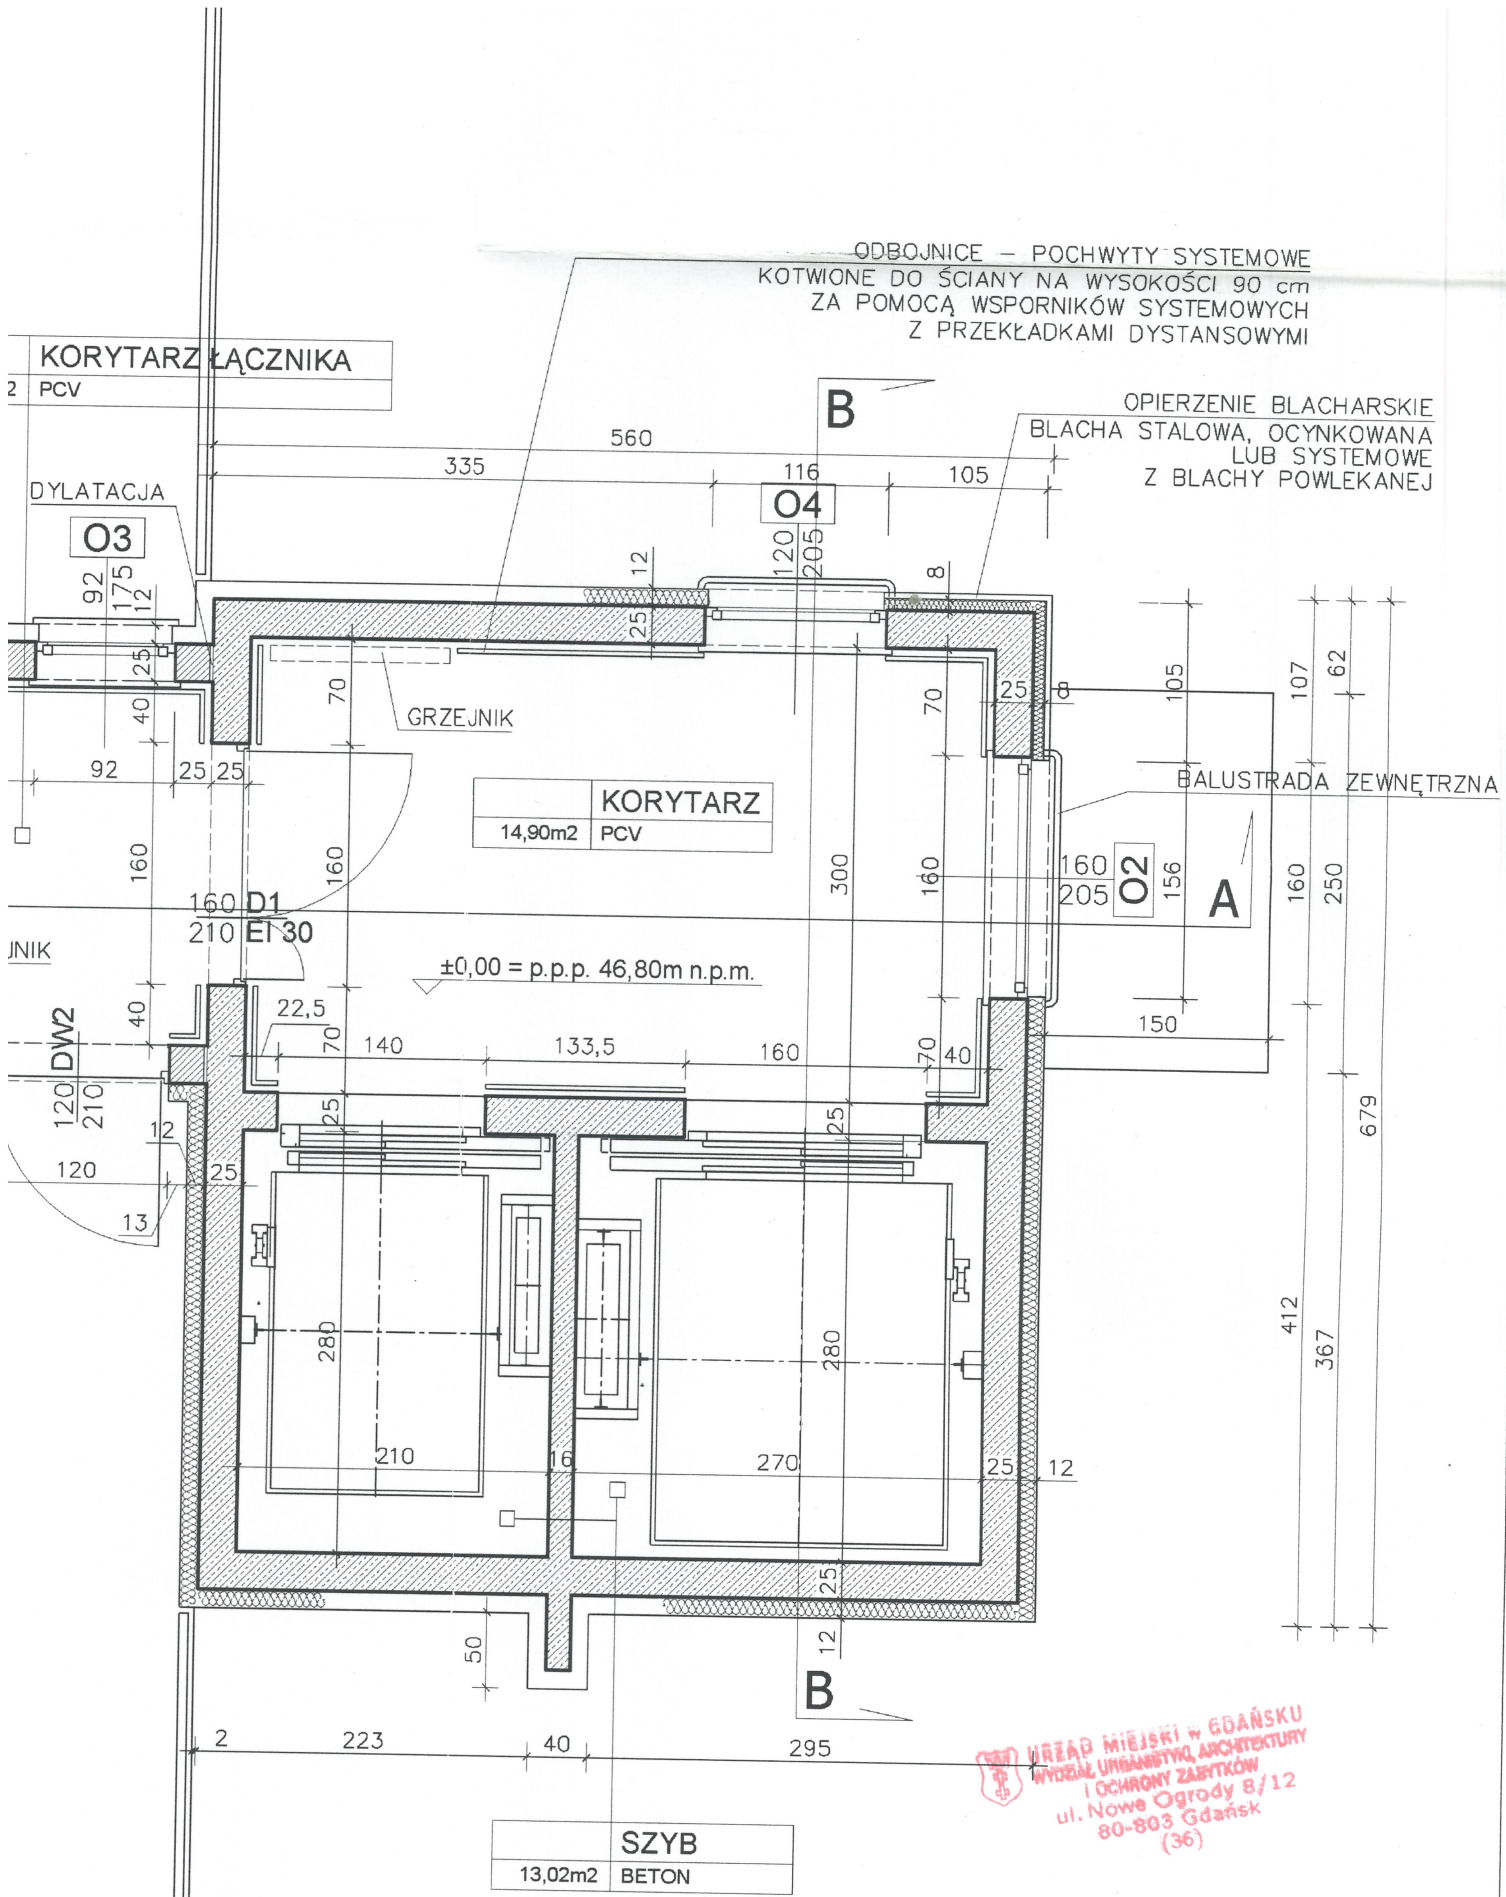 ODBOJNICE – POCHWYTY SYSTEMOWE
KOTWIONE DO ŚCIANY NA WYSOKOŚCI 90 cm
ZA POMOCĄ WSPORNIKÓW SYSTEMOWYCH
Z PRZEKŁADKAMI DYSTANSOWYMI
KORYTARZ ŁĄCZNIKA
2 PCV
B
OPIERZENIE BLACHARSKIE
BLACHA STALOWA, OCYNKOWANA
LUB SYSTEMOWE
Z BLACHY POWLEKANEJ
560
335
116
105
DYLATACJA
O3
O4
92
175
12
120
205
12
8
25
25
40
70
GRZEJNIK
70
25
8
105
107
62
92
25
25
KORYTARZ
14,90m2 PCV
BALUSTRADA ZEWNĘTRZNA
160
160
300
160
160
205
O2
156
A
160
250
160 D1
210 EI 30
JNIK
±0,00 = p.p.p. 46,80m n.p.m.
40
22,5
70
140
133,5
160
70
40
150
DW2
120
210
25
25
679
12
120
25
13
280
280
412
367
210
16
270
25
12
25
50
12
B
2
223
40
295
URZĄD MIEJSKI w GDAŃSKU
WYDZIAŁ URBANISTYKI, ARCHITEKTURY
I OCHRONY ZABYTKÓW
ul. Nowe Ogrody 8/12
80-803 Gdańsk
(36)
SZYB
13,02m2 BETON